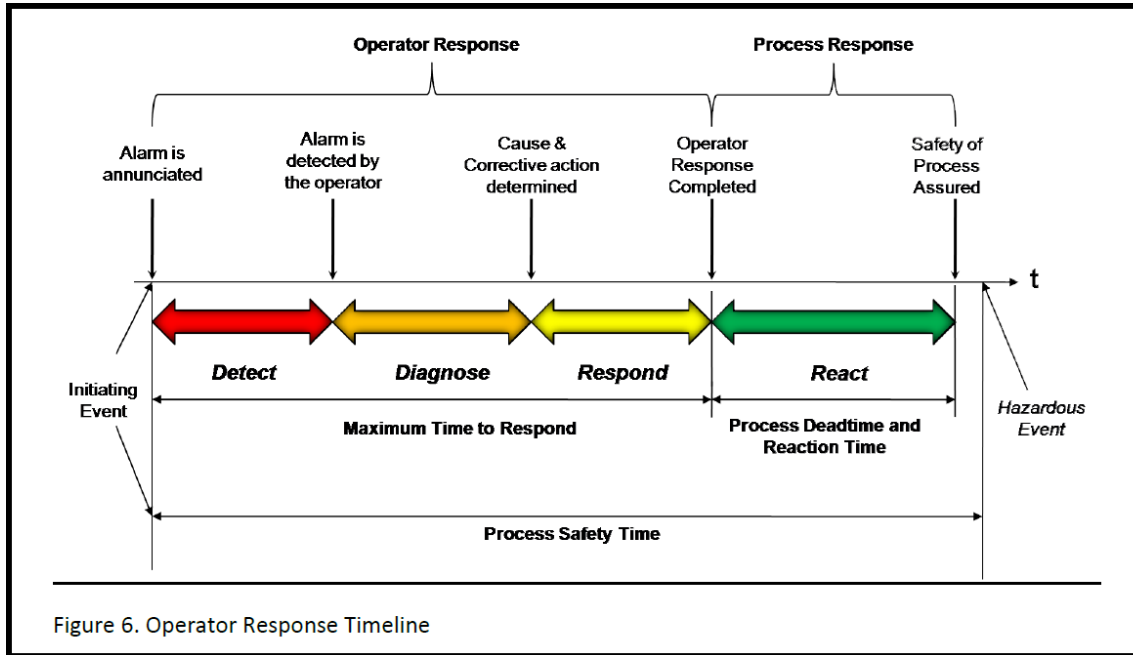 Operator Response
Process Response
Alarm is
annunciated
Alarm is
detected by
the operator
Cause &
Corrective action
determined
Operator
Response
Completed
Safety of
Process
Assured
t
Detect
Diagnose
Respond
React
Initiating
Event
Maximum Time to Respond
Process Deadtime and
Reaction Time
Hazardous
Event
Process Safety Time
Figure 6. Operator Response Timeline